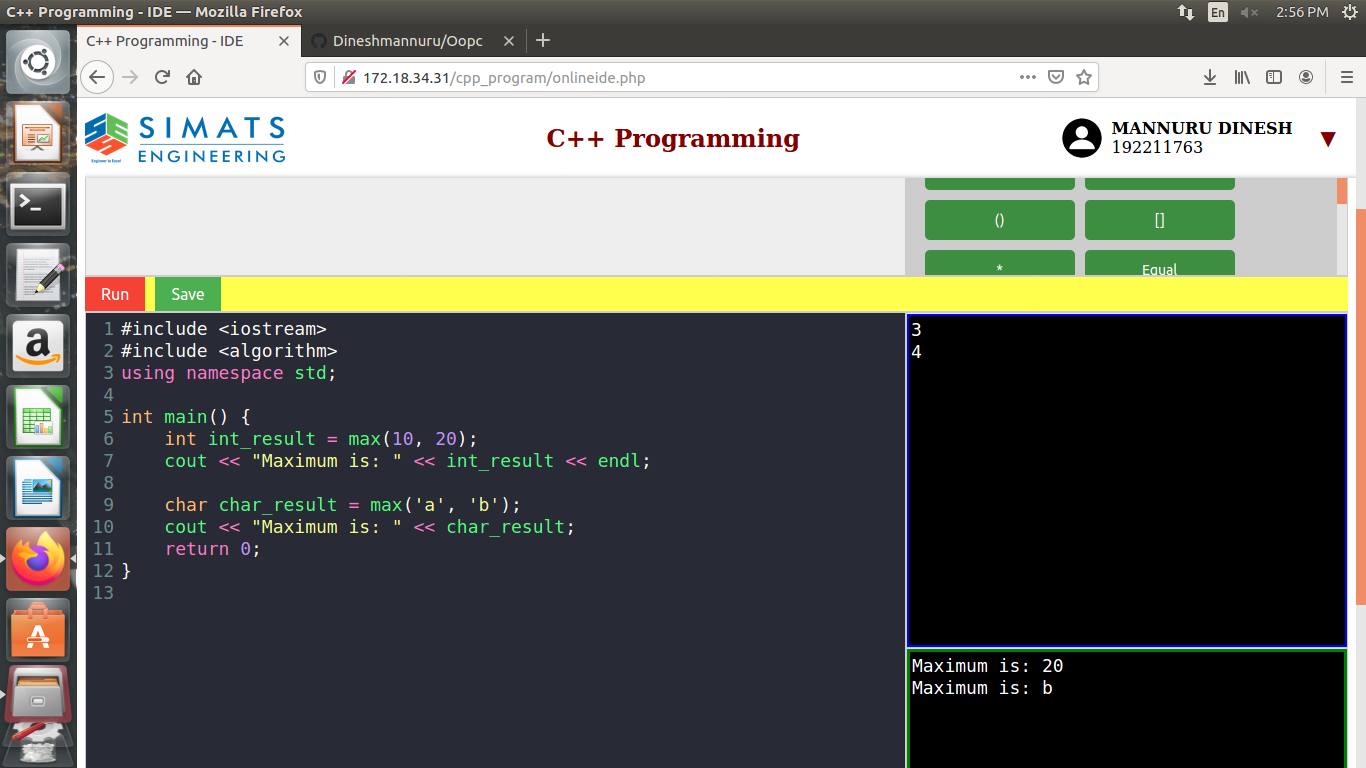 C++ Programming - IDE — Mozilla Firefox
En
2:56 PM
C++ Programming - IDE
Dineshmannuru/Oopc
172.18.34.31/cpp_program/onlineide.php
SIMATS
ENGINEERING
Engineer to Excel
C++ Programming
MANNURU DINESH
192211763
() []
* Equal
Run Save
1 #include <iostream>
2 #include <algorithm>
3 using namespace std;
4
5 int main() {
6     int int_result = max(10, 20);
7     cout << "Maximum is: " << int_result << endl;
8
9     char char_result = max('a', 'b');
10     cout << "Maximum is: " << char_result;
11     return 0;
12 }
13
3
4
Maximum is: 20
Maximum is: b